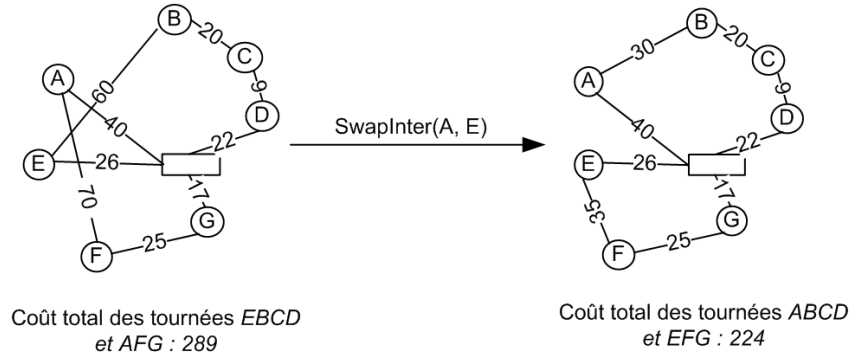 B
20
C
A
60
9
D
40
22
E
26
17
70
G
25
F
SwapInter(A, E)
B
30
20
C
A
9
D
40
22
E
26
17
35
G
25
F
Coût total des tournées EBCD
et AFG : 289
Coût total des tournées ABCD
et EFG : 224